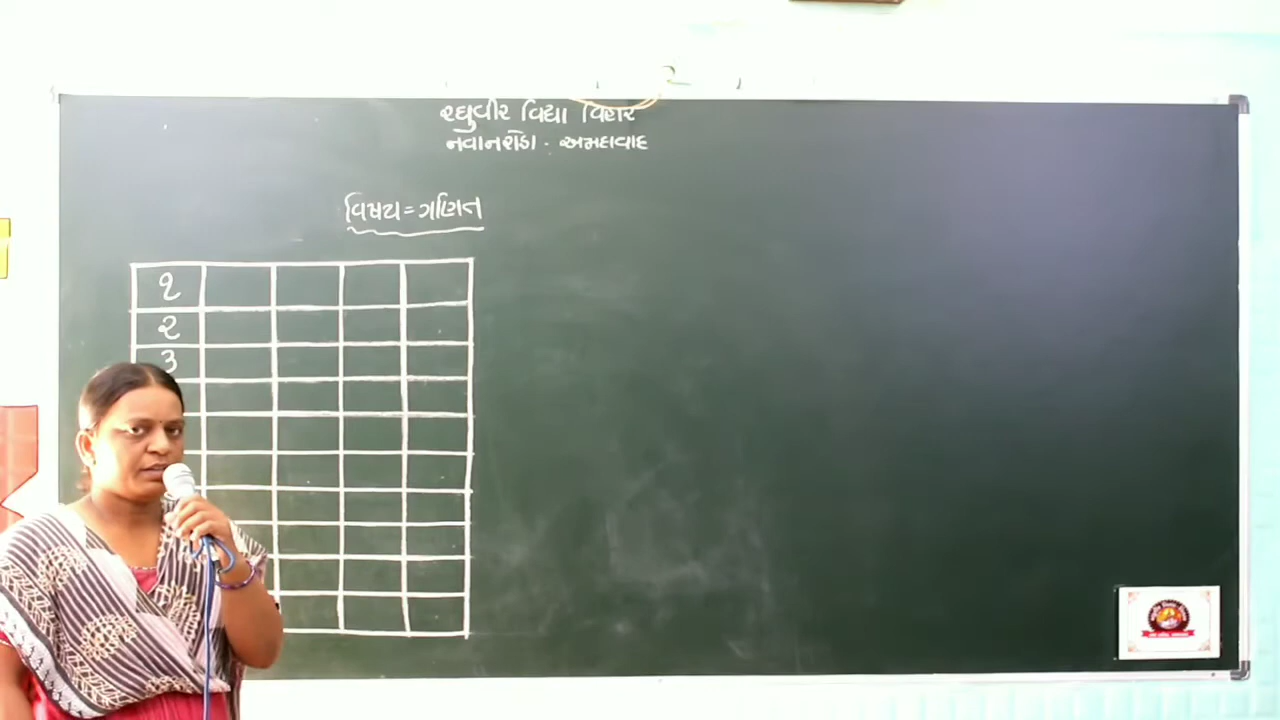 રઘુવીર વિદ્યા વિહાર
નવાનરોડા - અમદાવાદ
વિષય = ગણિત
૧
૨
૩